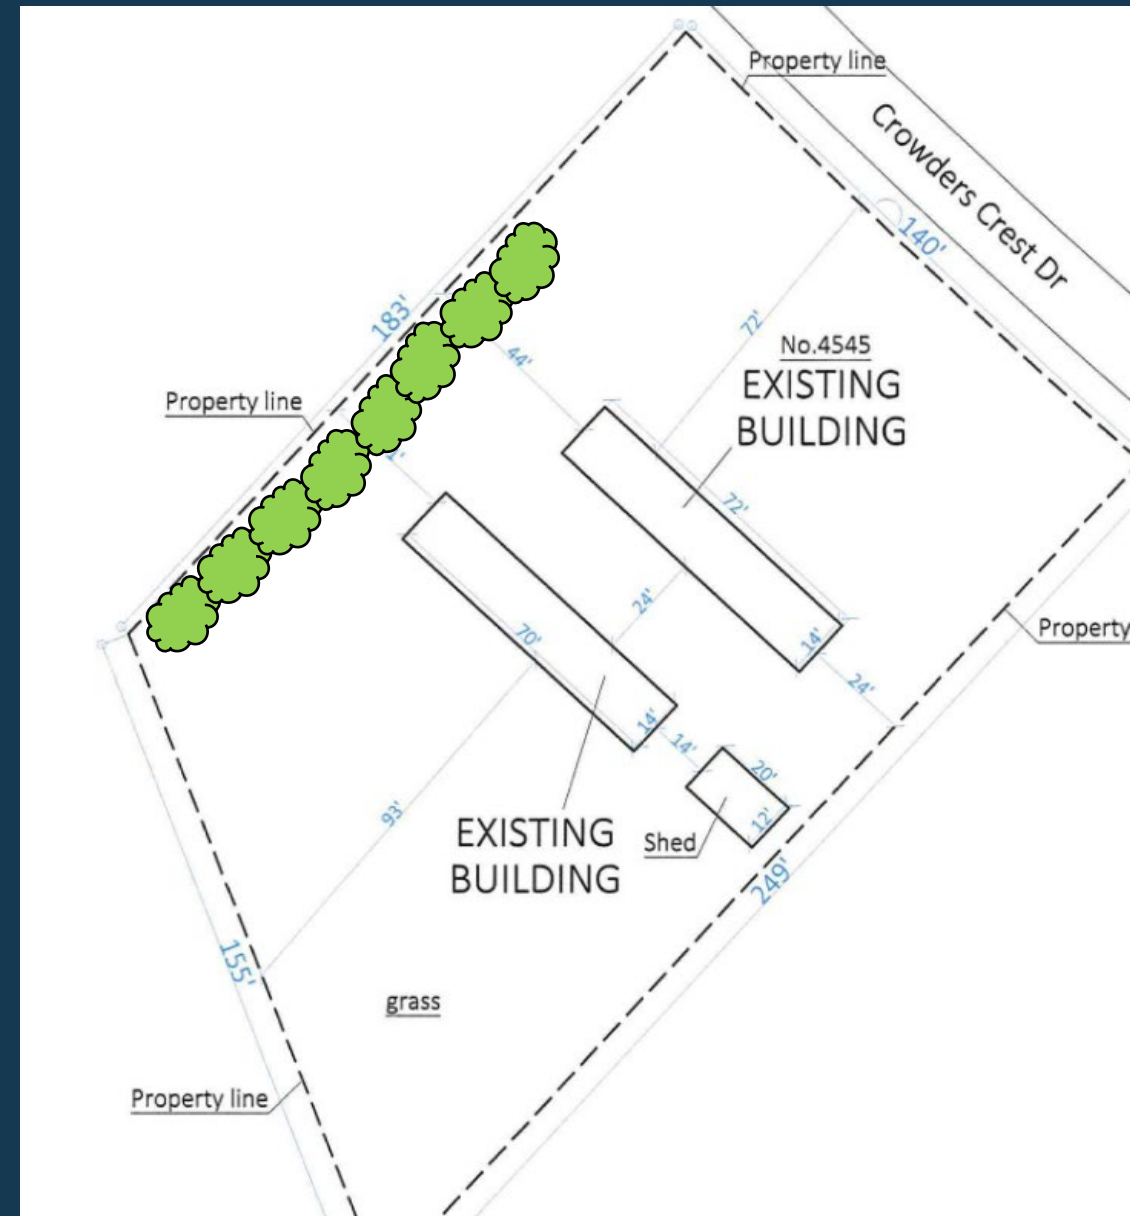 Property line
Crowders Crest Dr
140'
183'
72'
44'
No.4545
EXISTING
BUILDING
Property line
72'
24'
70'
14'
Property
24'
14'
14'
20'
12'
Shed
93'
EXISTING
BUILDING
249'
155'
grass
Property line